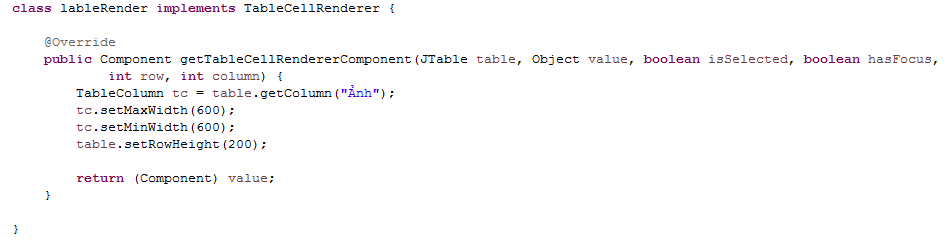 class lableRender implements TableCellRenderer {
@Override
public Component getTableCellRendererComponent(JTable table, Object value, boolean isSelected, boolean hasFocus,
int row, int column) {
TableColumn tc = table.getColumn("Ảnh");
tc.setMaxWidth(600);
tc.setMinWidth(600);
table.setRowHeight(200);
return (Component) value;
}
}